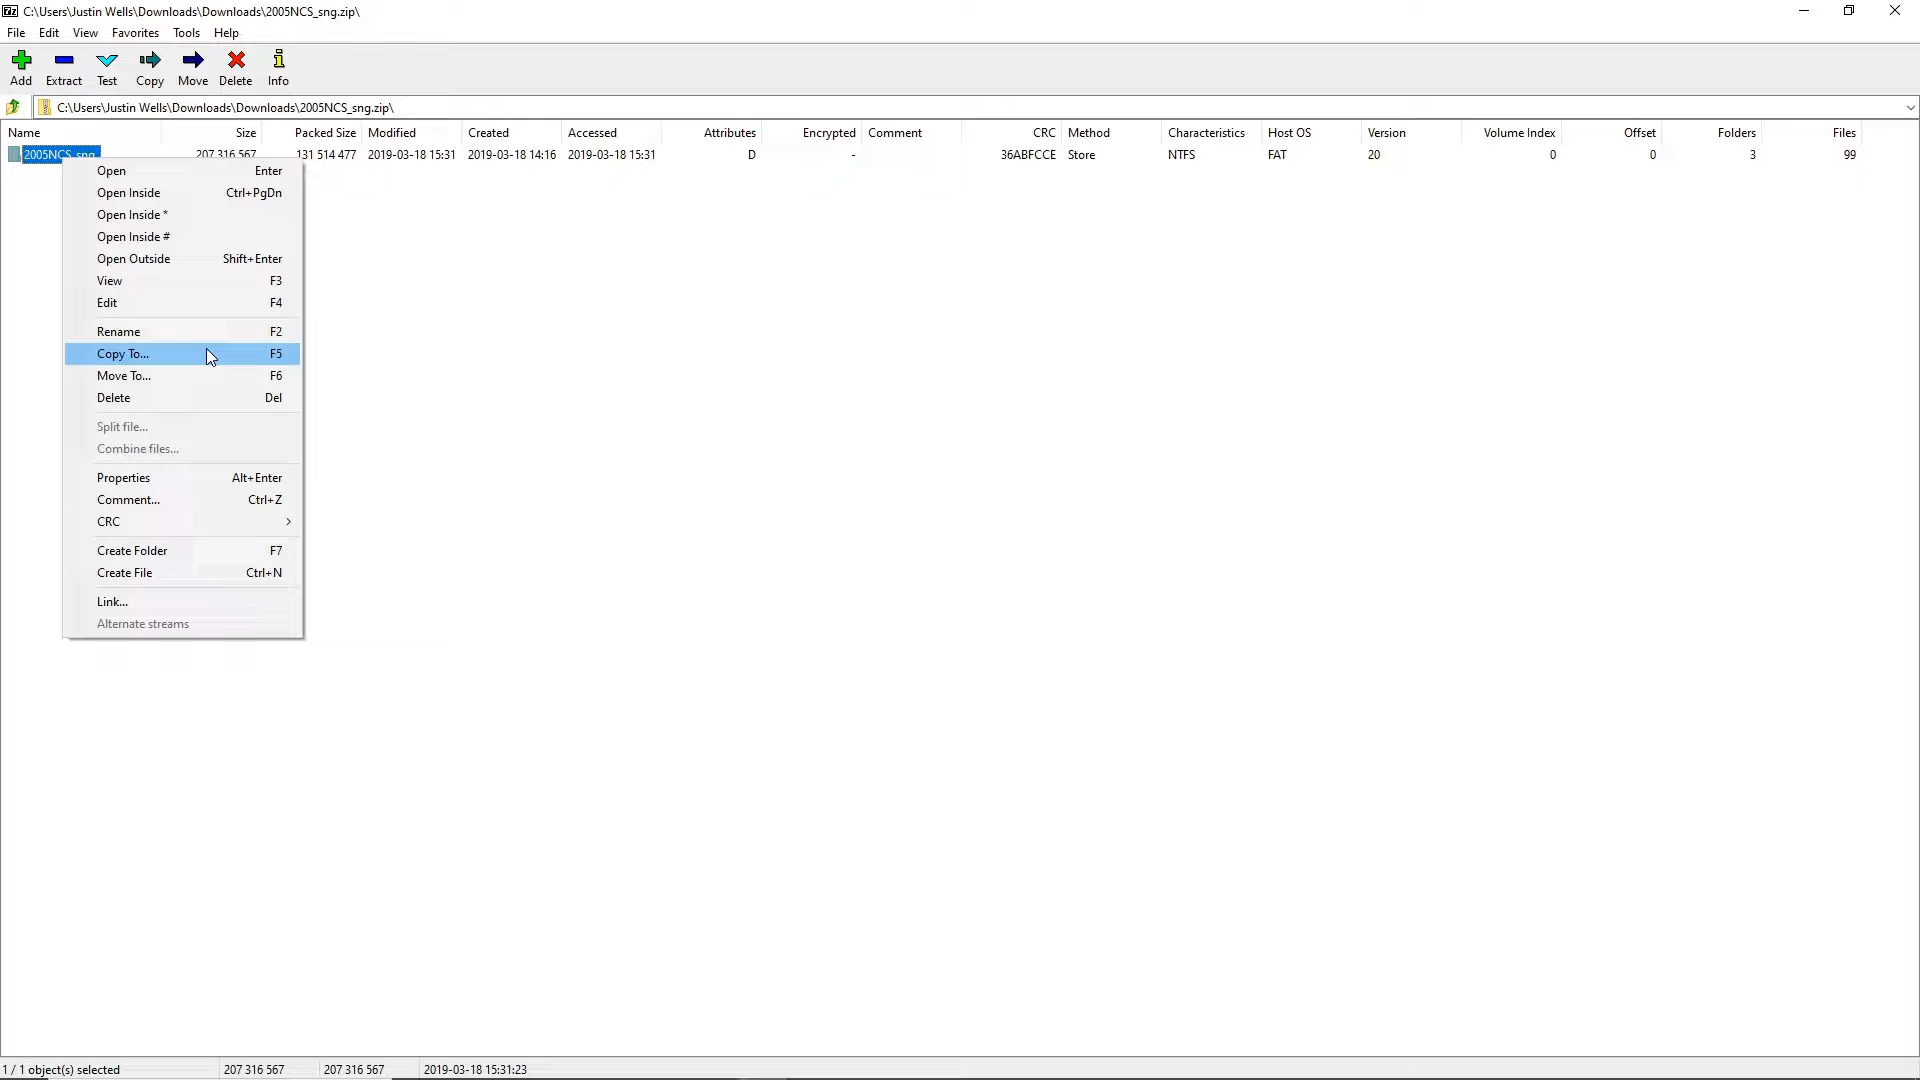 C:\Users\Justin Wells\Downloads\Downloads\2005NCS_sng.zip\
File Edit View Favorites Tools Help
Add Extract Test Copy Move Delete Info
C:\Users\Justin Wells\Downloads\Downloads\2005NCS_sng.zip\
Name Size Packed Size Modified Created Accessed Attributes Encrypted Comment CRC Method Characteristics Host OS Version Volume Index Offset Folders Files
2005NCS_sng 207 316 567 131 514 477 2019-03-18 15:31 2019-03-18 14:16 2019-03-18 15:31 D - 36ABFCCE Store NTFS FAT 20 0 0 3 99
Open Enter
Open Inside Ctrl+PgDn
Open Inside *
Open Inside #
Open Outside Shift+Enter
View F3
Edit F4
Rename F2
Copy To... F5
Move To... F6
Delete Del
Split file...
Combine files...
Properties Alt+Enter
Comment... Ctrl+Z
CRC
Create Folder F7
Create File Ctrl+N
Link...
Alternate streams
1 / 1 object(s) selected 207 316 567 207 316 567 2019-03-18 15:31:23